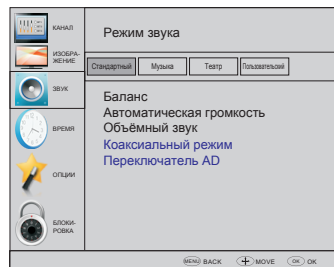 КАНАЛ
Режим звука
ИЗОБРА-
ЖЕНИЕ
Стандартный Музыка Театр Пользовательский
ЗВУК
Баланс
Автоматическая громкость
Объёмный звук
Коаксиальный режим
Переключатель AD
ВРЕМЯ
ОПЦИИ
БЛОКИ-
РОВКА
MENU BACK MOVE OK OK